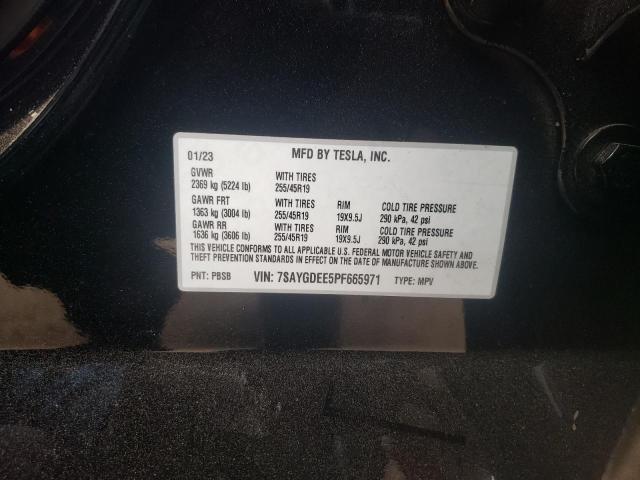 01/23 MFD BY TESLA, INC.
GVWR WITH TIRES
2369 kg (5224 lb) 255/45R19
GAWR FRT WITH TIRES RIM COLD TIRE PRESSURE
1363 kg (3004 lb) 255/45R19 19X9.5J 290 kPa, 42 psi
GAWR RR WITH TIRES RIM COLD TIRE PRESSURE
1636 kg (3606 lb) 255/45R19 19X9.5J 290 kPa, 42 psi
THIS VEHICLE CONFORMS TO ALL APPLICABLE U.S. FEDERAL MOTOR VEHICLE SAFETY AND
THEFT PREVENTION STANDARDS IN EFFECT ON THE DATE OF MANUFACTURE SHOWN ABOVE.
PNT: PBSB VIN: 7SAYGDEE5PF665971 TYPE: MPV